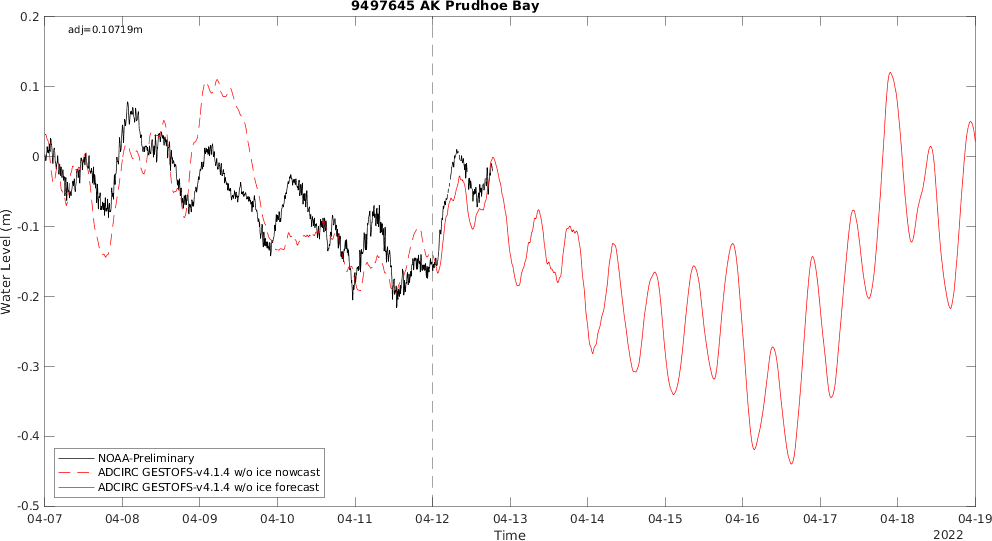 9497645 AK Prudhoe Bay
adj=0.10719m
0.2
0.1
0
-0.1
-0.2
-0.3
-0.4
-0.5
Water Level (m)
NOAA-Preliminary
ADCIRC GESTOFS-v4.1.4 w/o ice nowcast
ADCIRC GESTOFS-v4.1.4 w/o ice forecast
04-07 04-08 04-09 04-10 04-11 04-12 04-13 04-14 04-15 04-16 04-17 04-18 04-19
Time
2022